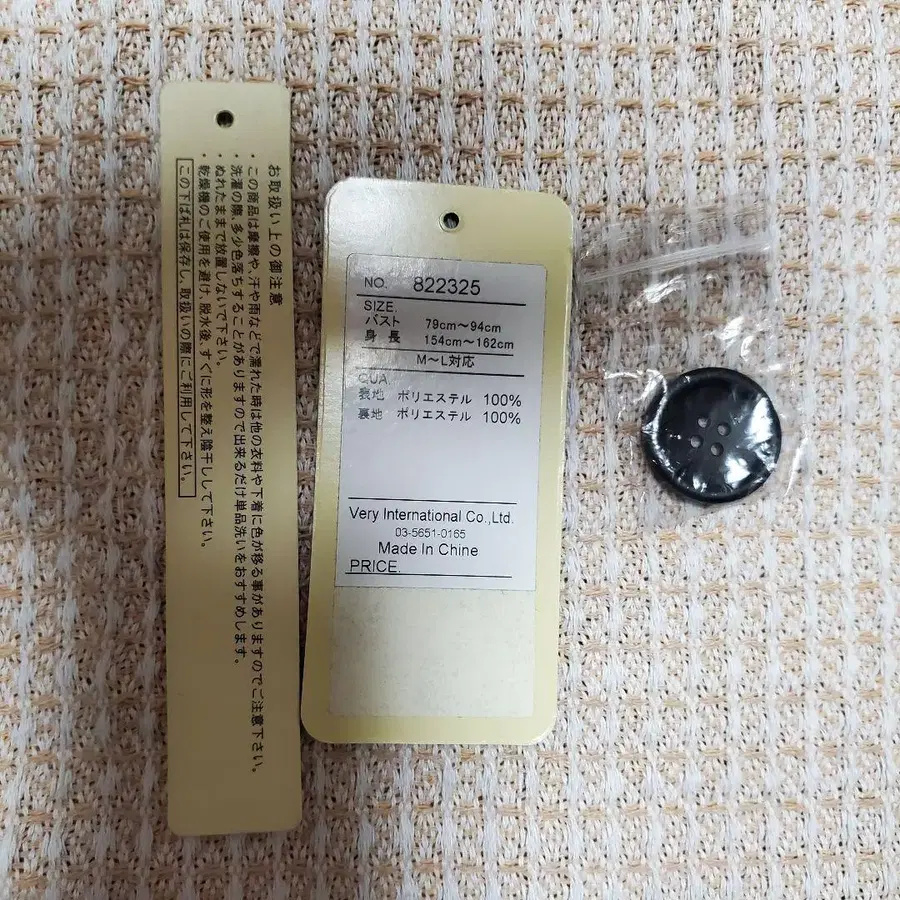 お取扱い上の御注意
・この商品は摩擦や、汗や雨などで濡れた時は他の衣料や下着に色が移る事がありますのでご注意下さい。
・洗濯の際、多少色落ちすることがありますので出来るだけ単品洗いをおすすめします。
・ぬれたままで放置しないで下さい。
・乾燥機のご使用を避け、脱水後、すぐに形を整え陰干しして下さい。
この下げ札は保存し、取扱いの際にご利用して下さい。
NO. 822325
SIZE.
バスト 79cm〜94cm
身長 154cm〜162cm
M〜L対応
QUA.
表地 ポリエステル 100%
裏地 ポリエステル 100%
Very International Co.,Ltd.
03-5651-0165
Made In China
PRICE.